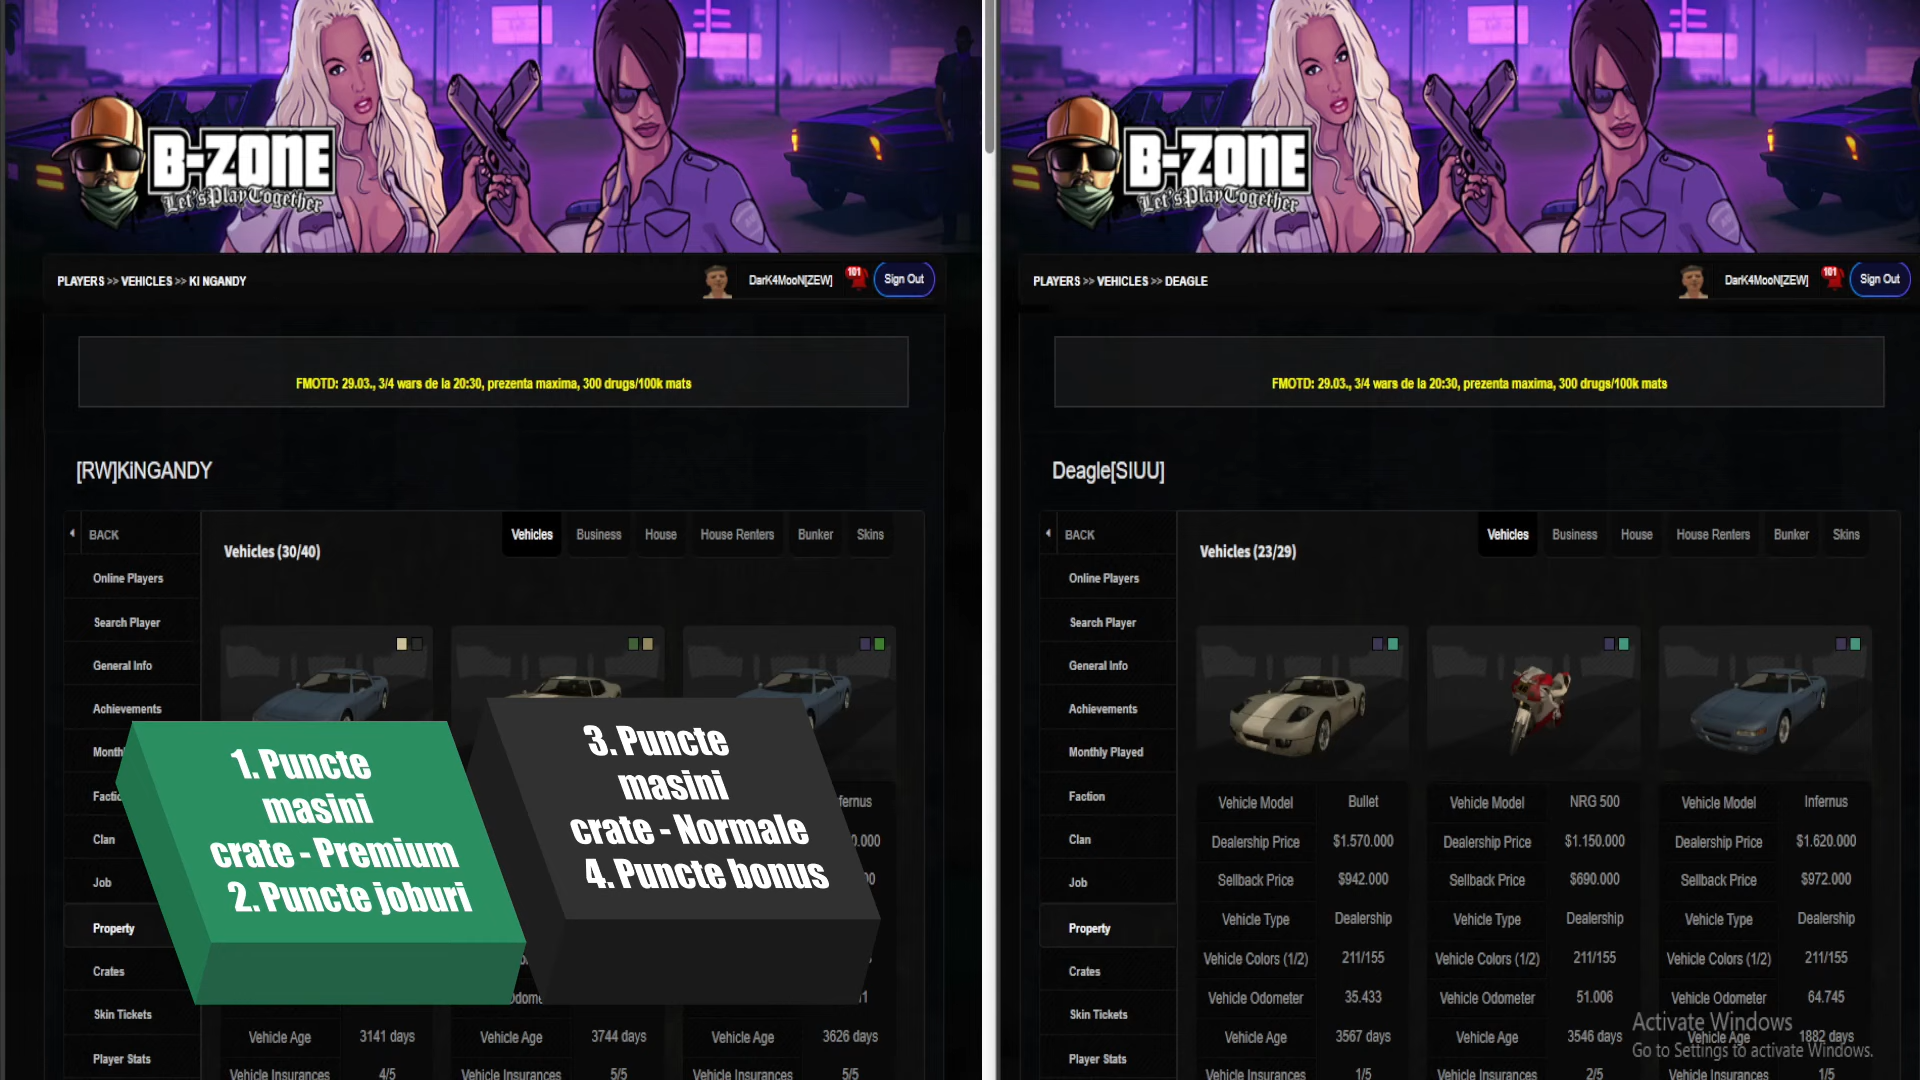 B-ZONE
Let'sPlayTogether
PLAYERS >> VEHICLES >> KI NGANDY
DarK4MooN[ZEW]
101
Sign Out
FMOTD: 29.03., 3/4 wars de la 20:30, prezenta maxima, 300 drugs/100k mats
[RW]KiNGANDY
BACK
Vehicles Business House House Renters Bunker Skins
Vehicles (30/40)
Online Players
Search Player
General Info
Achievements
Month
Factio
Clan
Job
Property
Crates
Skin Tickets
Player Stats
1. Puncte
masini
crate - Premium
2. Puncte joburi
3. Puncte
masini
crate - Normale
4. Puncte bonus
fernus
0.000
Vehicle Age 3141 days Vehicle Age 3744 days Vehicle Age 3626 days
Vehicle Insurances 4/5 Vehicle Insurances 5/5 Vehicle Insurances 5/5
B-ZONE
Let'sPlayTogether
PLAYERS >> VEHICLES >> DEAGLE
DarK4MooN[ZEW]
101
Sign Out
FMOTD: 29.03., 3/4 wars de la 20:30, prezenta maxima, 300 drugs/100k mats
Deagle[SIUU]
BACK
Vehicles Business House House Renters Bunker Skins
Vehicles (23/29)
Online Players
Search Player
General Info
Achievements
Monthly Played
Faction
Clan
Job
Property
Crates
Skin Tickets
Player Stats
Vehicle Model Bullet Vehicle Model NRG 500 Vehicle Model Infernus
Dealership Price $1.570.000 Dealership Price $1.150.000 Dealership Price $1.620.000
Sellback Price $942.000 Sellback Price $690.000 Sellback Price $972.000
Vehicle Type Dealership Vehicle Type Dealership Vehicle Type Dealership
Vehicle Colors (1/2) 211/155 Vehicle Colors (1/2) 211/155 Vehicle Colors (1/2) 211/155
Vehicle Odometer 35.433 Vehicle Odometer 51.006 Vehicle Odometer 64.745
Vehicle Age 3567 days Vehicle Age 3546 days Vehicle Age 1882 days
Vehicle Insurances 1/5 Vehicle Insurances 2/5 Vehicle Insurances 1/5
Activate Windows
Go to Settings to activate Windows.